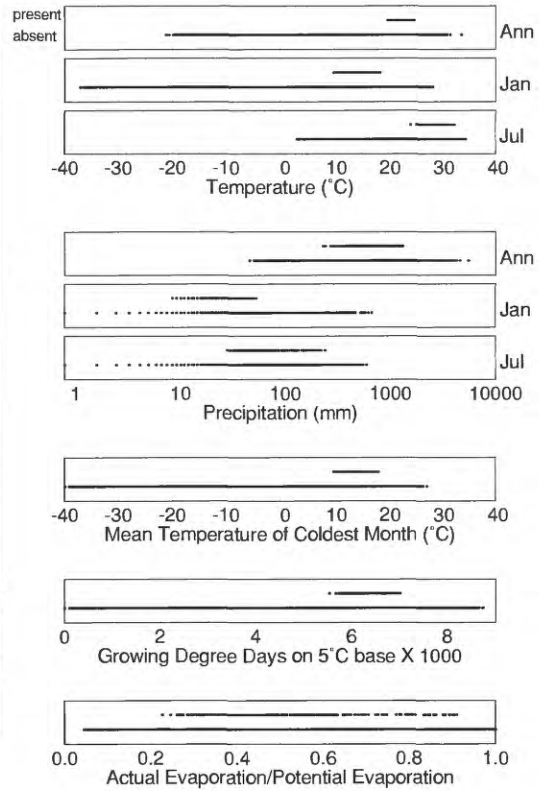 present
absent
Ann
Jan
Jul
-40 -20 -20 -10 0 10 20 30 40
Temperature (˚C)
Ann
Jan
Jul
1 10 100 1000 10000
Precipitation (mm)
-40 -20 -20 -10 0 10 20 30 40
Mean Temperature of Coldest Month (˚C)
0 2 4 6 8
Growing Degree Days on 5˚C base X 1000
0.0 0.2 0.4 0.6 0.8 1.0
Actual Evaporation/Potential Evaporation